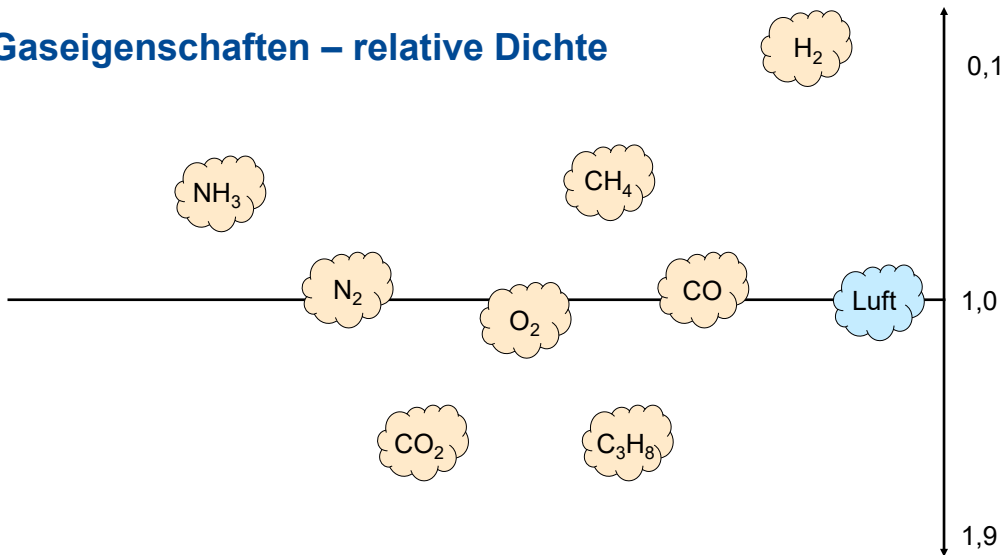 Gaseigenschaften – relative Dichte
H₂
0,1
NH₃
CH₄
N₂
O₂
CO
Luft
1,0
CO₂
C₃H₈
1,9